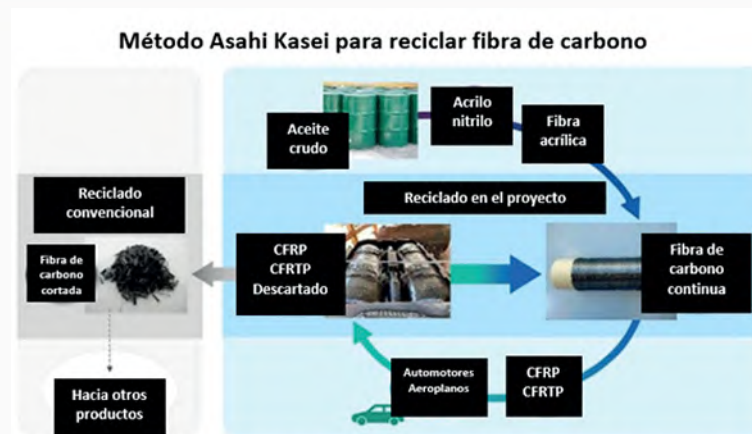 Método Asahi Kasei para reciclar fibra de carbono
Aceite
crudo
Acrilo
nitrilo
Fibra
acrílica
Reciclado
convencional
Reciclado en el proyecto
Fibra de
carbono
cortada
CFRP
CFRTP
Descartado
Fibra de
carbono
continua
Hacia otros
productos
Automotores
Aeroplanos
CFRP
CFRTP